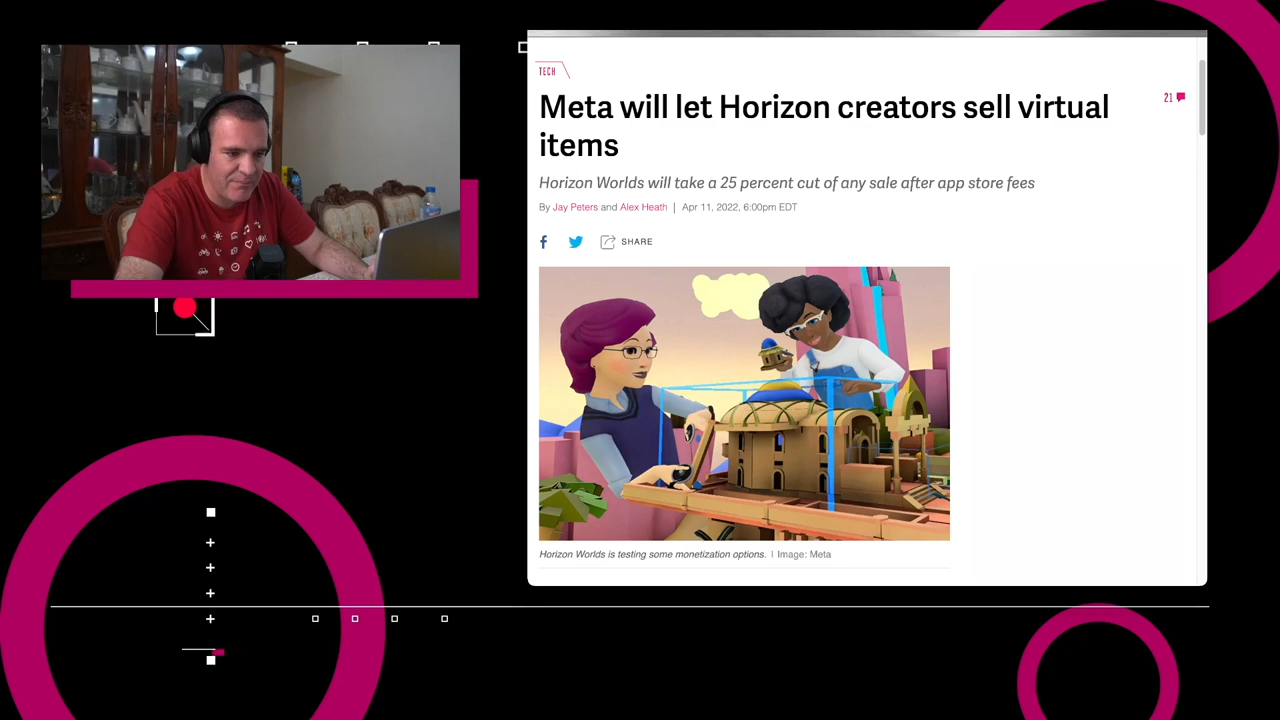 TECH
Meta will let Horizon creators sell virtual
items
21
Horizon Worlds will take a 25 percent cut of any sale after app store fees
By Jay Peters and Alex Heath | Apr 11, 2022, 6:00pm EDT
SHARE
Horizon Worlds is testing some monetization options. | Image: Meta